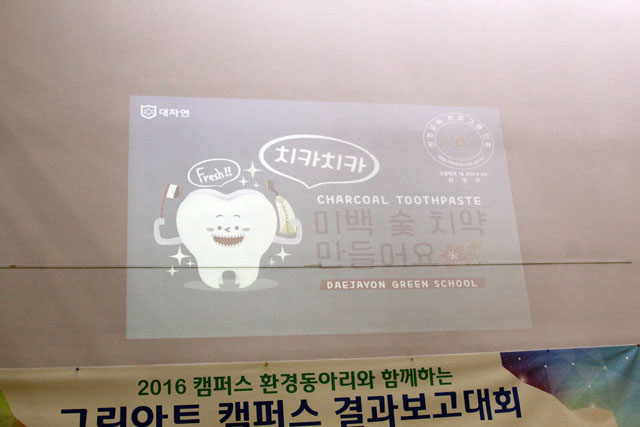 대자연
Fresh!!
치카치카
CHARCOAL TOOTHPASTE
미백 숯 치약
만들어요
DAEJAYON GREEN SCHOOL
2016 캠퍼스 환경동아리와 함께하는
그린아트 캠퍼스 결과보고대회